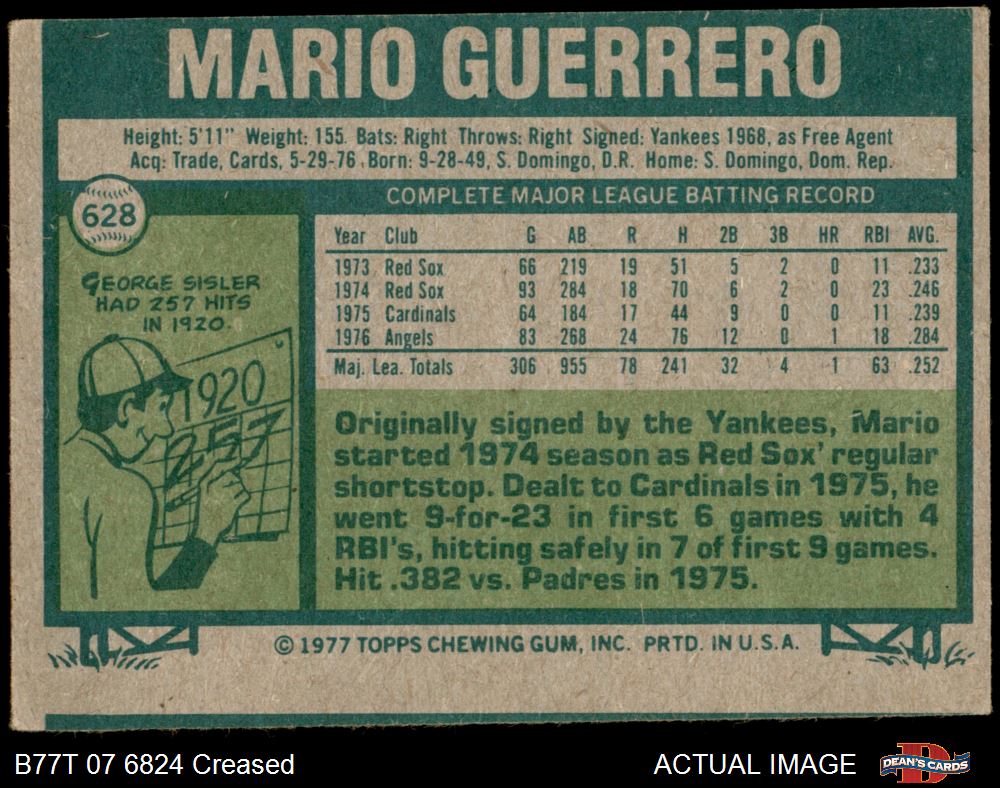 MARIO GUERRERO
Height: 5'11" Weight: 155 Bats: Right Throws: Right Signed: Yankees 1968, as Free Agent
Acq: Trade, Cards, 5-29-76 Born: 9-28-49, S. Domingo, D.R. Home: S. Domingo, Dom. Rep.
628
GEORGE SISLER
HAD 257 HITS
IN 1920.
1920
257
COMPLETE MAJOR LEAGUE BATTING RECORD
Year Club G AB R H 2B 3B HR RBI AVG.
1973 Red Sox 66 219 19 51 5 2 0 11 .233
1974 Red Sox 93 284 18 70 6 2 0 23 .246
1975 Cardinals 64 184 17 44 9 0 0 11 .239
1976 Angels 83 268 24 76 12 0 1 18 .284
Maj. Lea. Totals 306 955 78 241 32 4 1 63 .252
Originally signed by the Yankees, Mario
started 1974 season as Red Sox' regular
shortstop. Dealt to Cardinals in 1975, he
went 9-for-23 in first 6 games with 4
RBI's, hitting safely in 7 of first 9 games.
Hit .382 vs. Padres in 1975.
© 1977 TOPPS CHEWING GUM, INC. PRTD. IN U.S.A.
B77T 07 6824 Creased
ACTUAL IMAGE
DEAN'S CARDS